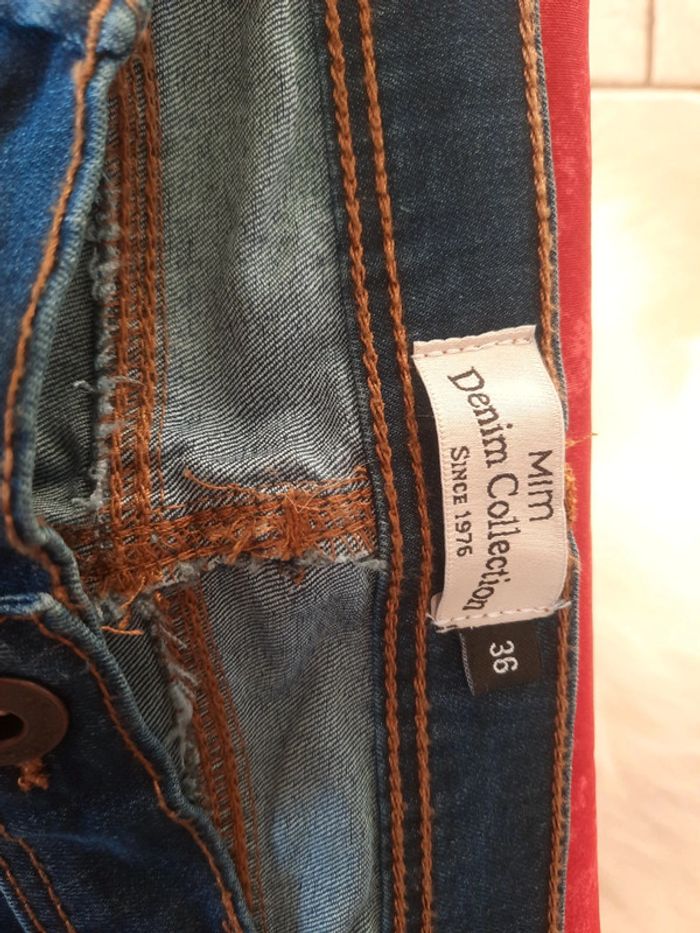 MIM
Denim Collection
SINCE 1976
36